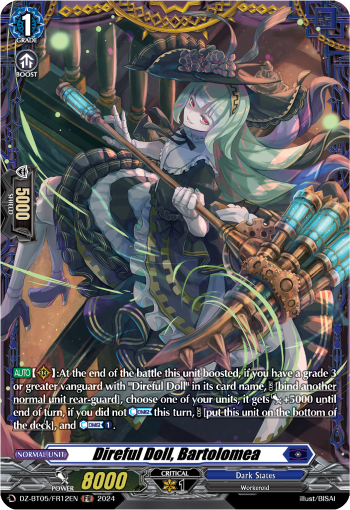 1
GRADE
BOOST
5000
SHIELD
AUTO【R】:At the end of the battle this unit boosted, if you have a grade 3
or greater vanguard with "Direful Doll" in its card name, COST [bind another
normal unit rear-guard], choose one of your units, it gets +5000 until
end of turn, if you did not this turn, COST [put this unit on the bottom of
the deck], and 1.
NORMAL UNIT
Direful Doll, Bartolomea
POWER
8000
CRITICAL
1
Dark States
Workeroid
DZ-BT05/FR12EN FR 2024
illust/BISAI